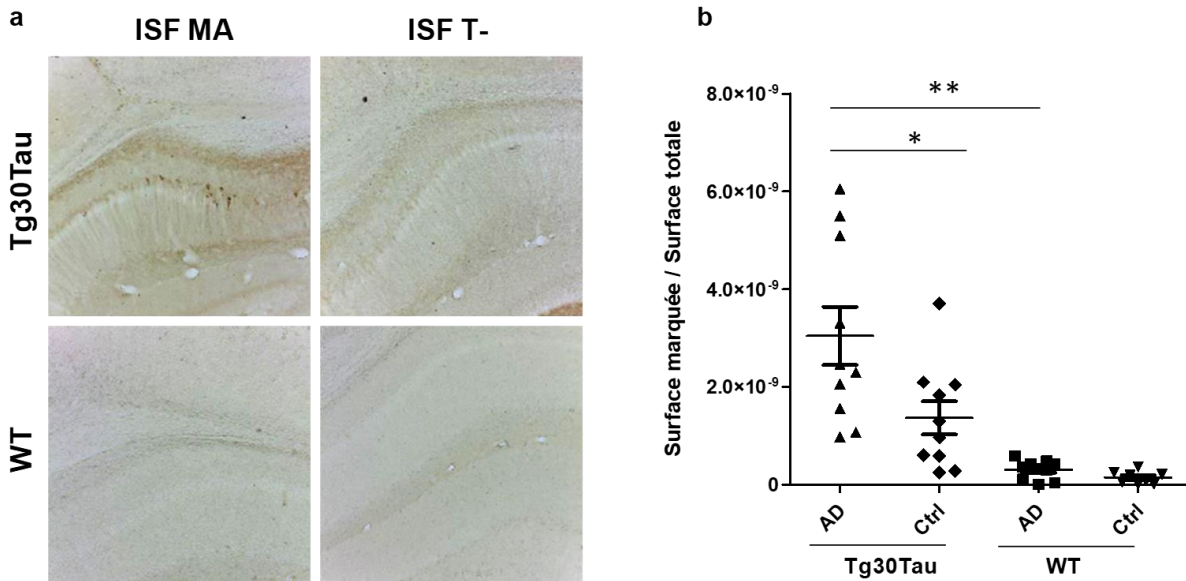 a
ISF MA
ISF T-
Tg30Tau
WT
b
Surface marquée / Surface totale
8.0×10⁻⁹
6.0×10⁻⁹
4.0×10⁻⁹
2.0×10⁻⁹
0
**
*
AD
Ctrl
AD
Ctrl
Tg30Tau
WT